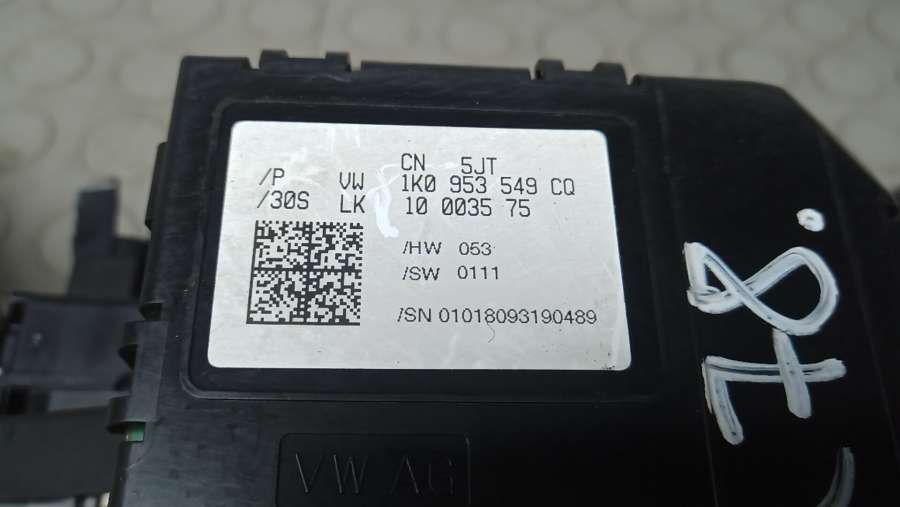 CN 5JT
/P VW 1K0 953 549 CQ
/30S LK 10 0035 75
/HW 053
/SW 0111
/SN 01018093190489
VW AG
78.